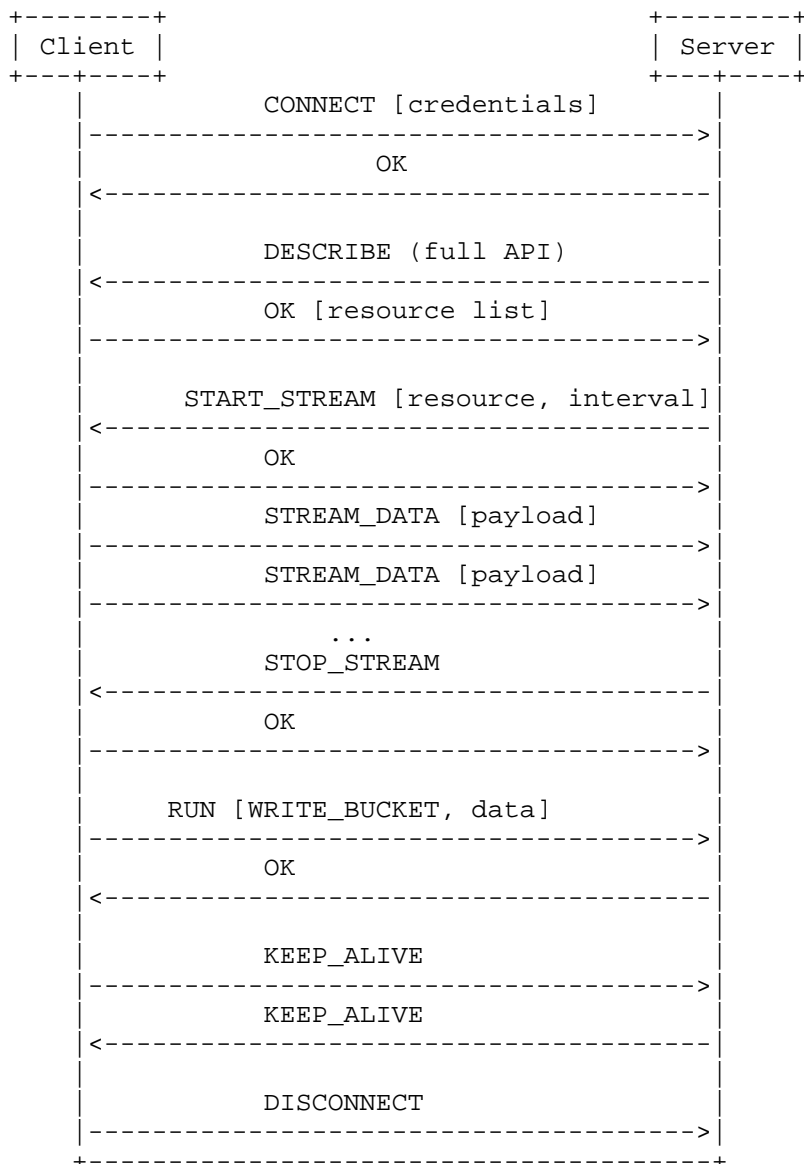 Client Server
CONNECT [credentials]
OK
DESCRIBE (full API)
OK [resource list]
START_STREAM [resource, interval]
OK
STREAM_DATA [payload]
STREAM_DATA [payload]
...
STOP_STREAM
OK
RUN [WRITE_BUCKET, data]
OK
KEEP_ALIVE
KEEP_ALIVE
DISCONNECT